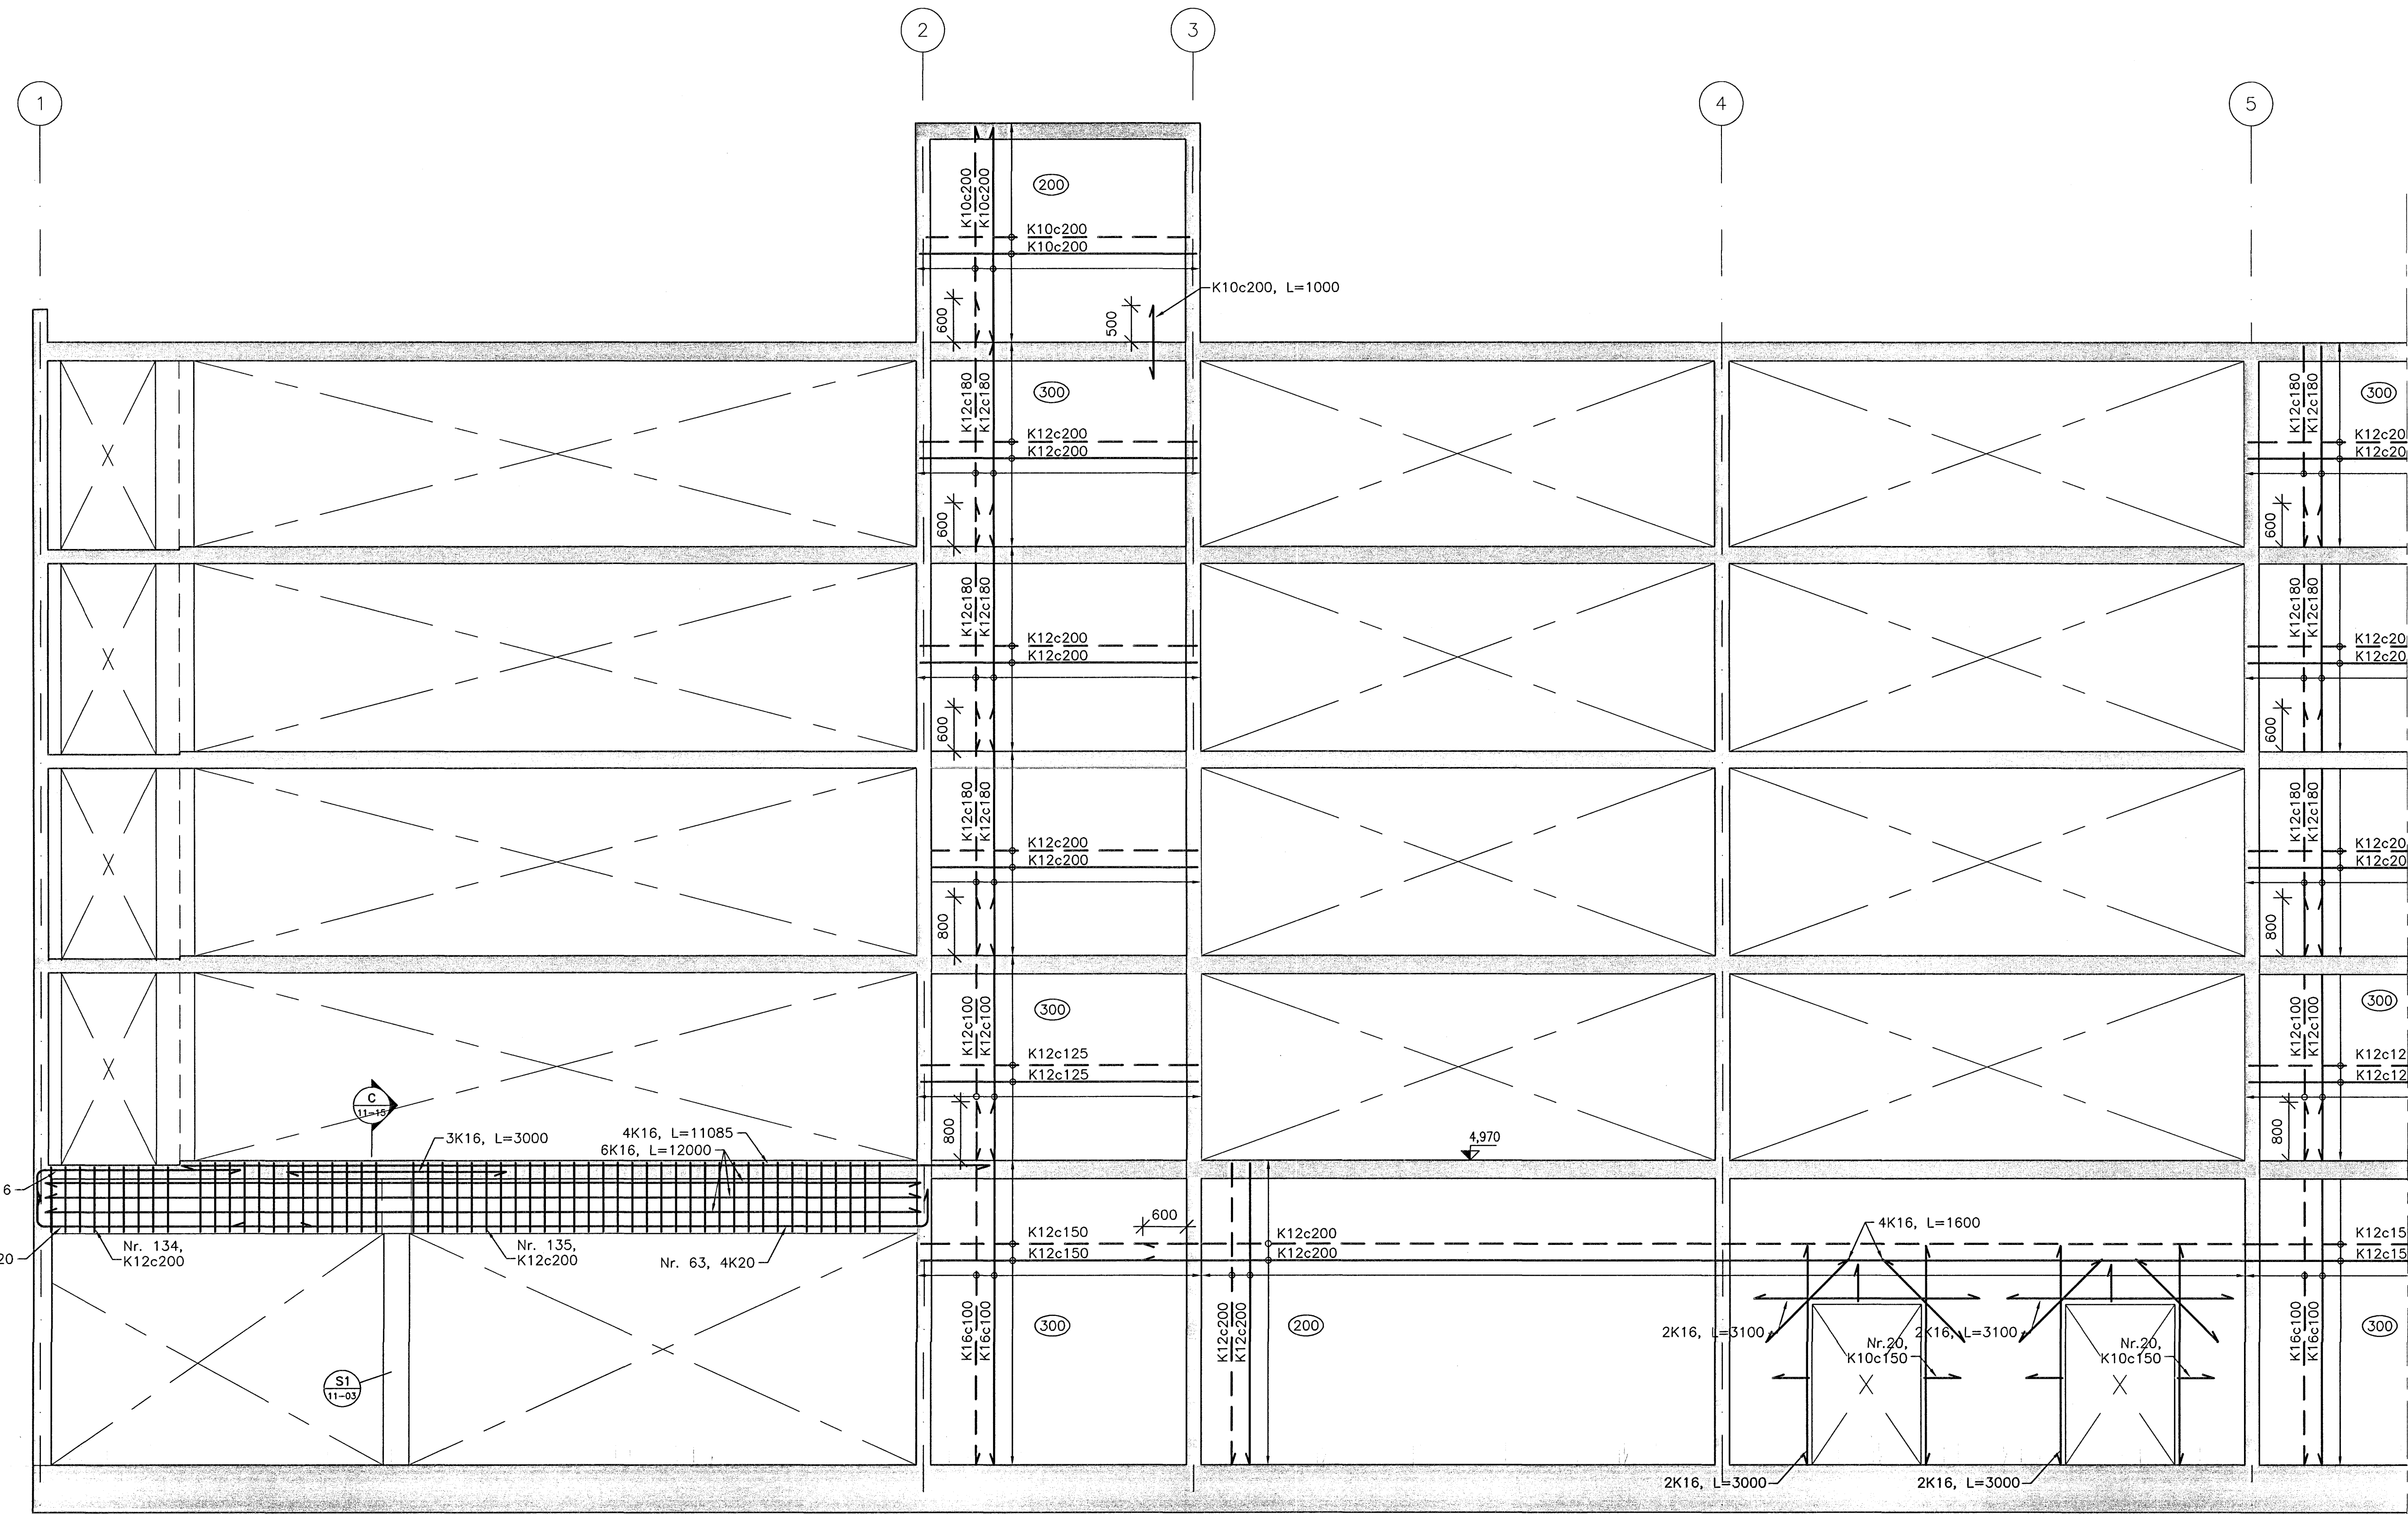 2
3
1
4
5
K10c200
K10c200
200
K10c200
K10c200
600
500
K10c200, L=1000
K12c180
K12c180
300
K12c200
K12c200
600
K12c180
K12c180
300
K12c20
K12c20
600
K12c180
K12c180
K12c200
K12c200
600
K12c180
K12c180
K12c20
K12c20
600
K12c180
K12c180
K12c200
K12c200
800
K12c180
K12c180
K12c20
K12c20
800
K12c100
K12c100
300
K12c125
K12c125
800
K12c100
K12c100
300
K12c12
K12c12
800
C
11-15
3K16, L=3000
4K16, L=11085
6K16, L=12000
4,970
6
20
Nr. 134,
K12c200
Nr. 135,
K12c200
Nr. 63, 4K20
K12c150
K12c150
600
K12c200
K12c200
4K16, L=1600
K12c15
K12c15
K16c100
K16c100
300
K12c200
K12c200
200
2K16, L=3100
Nr.20,
K10c150
2K16, L=3100
Nr.20,
K10c150
K16c100
K16c100
300
S1
11-03
2K16, L=3000
2K16, L=3000